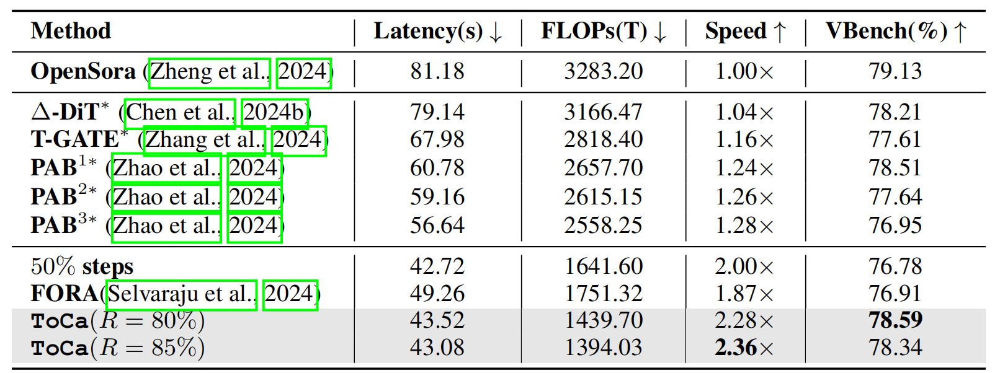 Method Latency(s) ↓ FLOPs(T) ↓ Speed ↑ VBench(%) ↑
OpenSora (Zheng et al., 2024) 81.18 3283.20 1.00× 79.13
Δ-DiT* (Chen et al., 2024b) 79.14 3166.47 1.04× 78.21
T-GATE* (Zhang et al., 2024) 67.98 2818.40 1.16× 77.61
PAB1* (Zhao et al., 2024) 60.78 2657.70 1.24× 78.51
PAB2* (Zhao et al., 2024) 59.16 2615.15 1.26× 77.64
PAB3* (Zhao et al., 2024) 56.64 2558.25 1.28× 76.95
50% steps 42.72 1641.60 2.00× 76.78
FORA(Selvaraju et al., 2024) 49.26 1751.32 1.87× 76.91
ToCa(R = 80%) 43.52 1439.70 2.28× 78.59
ToCa(R = 85%) 43.08 1394.03 2.36× 78.34